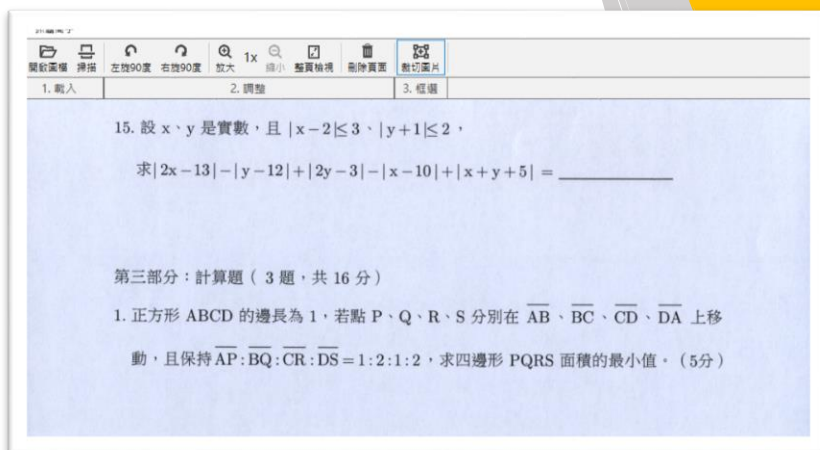 開啟圖檔 掃描 左旋90度 右旋90度 放大 1x 縮小 整頁檢視 刪除頁面 裁切圖片
1. 載入 2. 調整 3. 框選
15. 設 x、y 是實數,且 |x−2|≤3、|y+1|≤2,
求|2x−13|−|y−12|+|2y−3|−|x−10|+|x+y+5| = ________
第三部分:計算題( 3 題,共 16 分)
1. 正方形 ABCD 的邊長為 1,若點 P、Q、R、S 分別在 AB、BC、CD、DA 上移
動,且保持 AP:BQ:CR:DS=1:2:1:2,求四邊形 PQRS 面積的最小值。(5分)